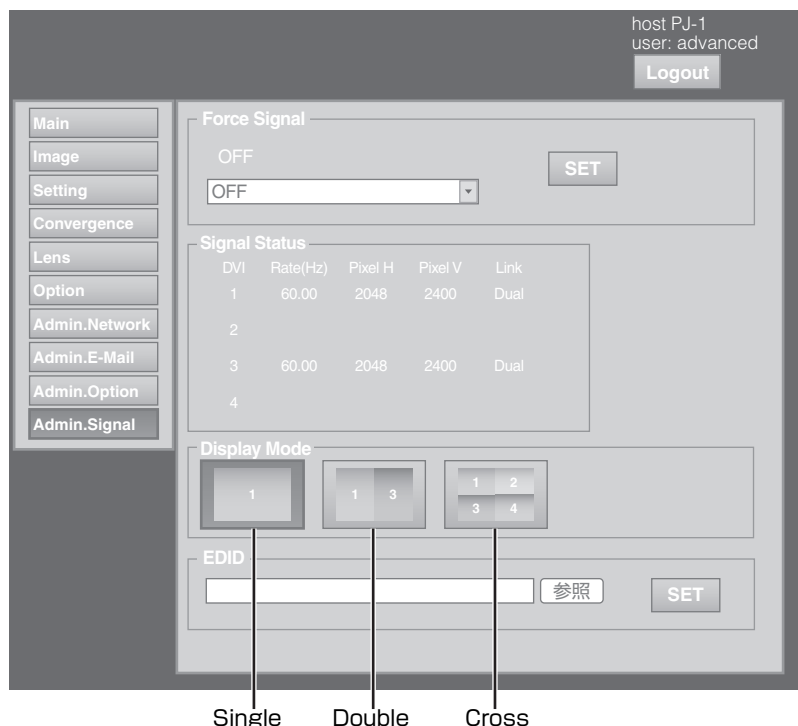 host PJ-1
user: advanced
Logout
Main
Image
Setting
Convergence
Lens
Option
Admin.Network
Admin.E-Mail
Admin.Option
Admin.Signal
Force Signal
OFF
OFF
SET
Signal Status
DVI Rate(Hz) Pixel H Pixel V Link
1 60.00 2048 2400 Dual
2
3 60.00 2048 2400 Dual
4
Display Mode
1
1 3
1 2
3 4
EDID
参照
SET
Single Double Cross